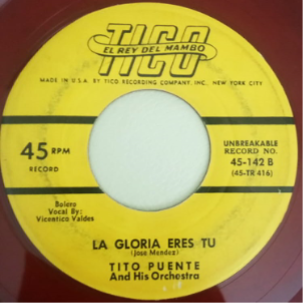 TICO
EL REY DEL MAMBO
MADE IN U.S.A. BY TICO RECORDING COMPANY, INC., NEW YORK CITY
45 RPM
RECORD
UNBREAKABLE
RECORD NO.
45-142 B
(45-TR 416)
Bolero
Vocal By:
Vicentico Valdes
LA GLORIA ERES TU
(Jose Mendez)
TITO PUENTE
And His Orchestra